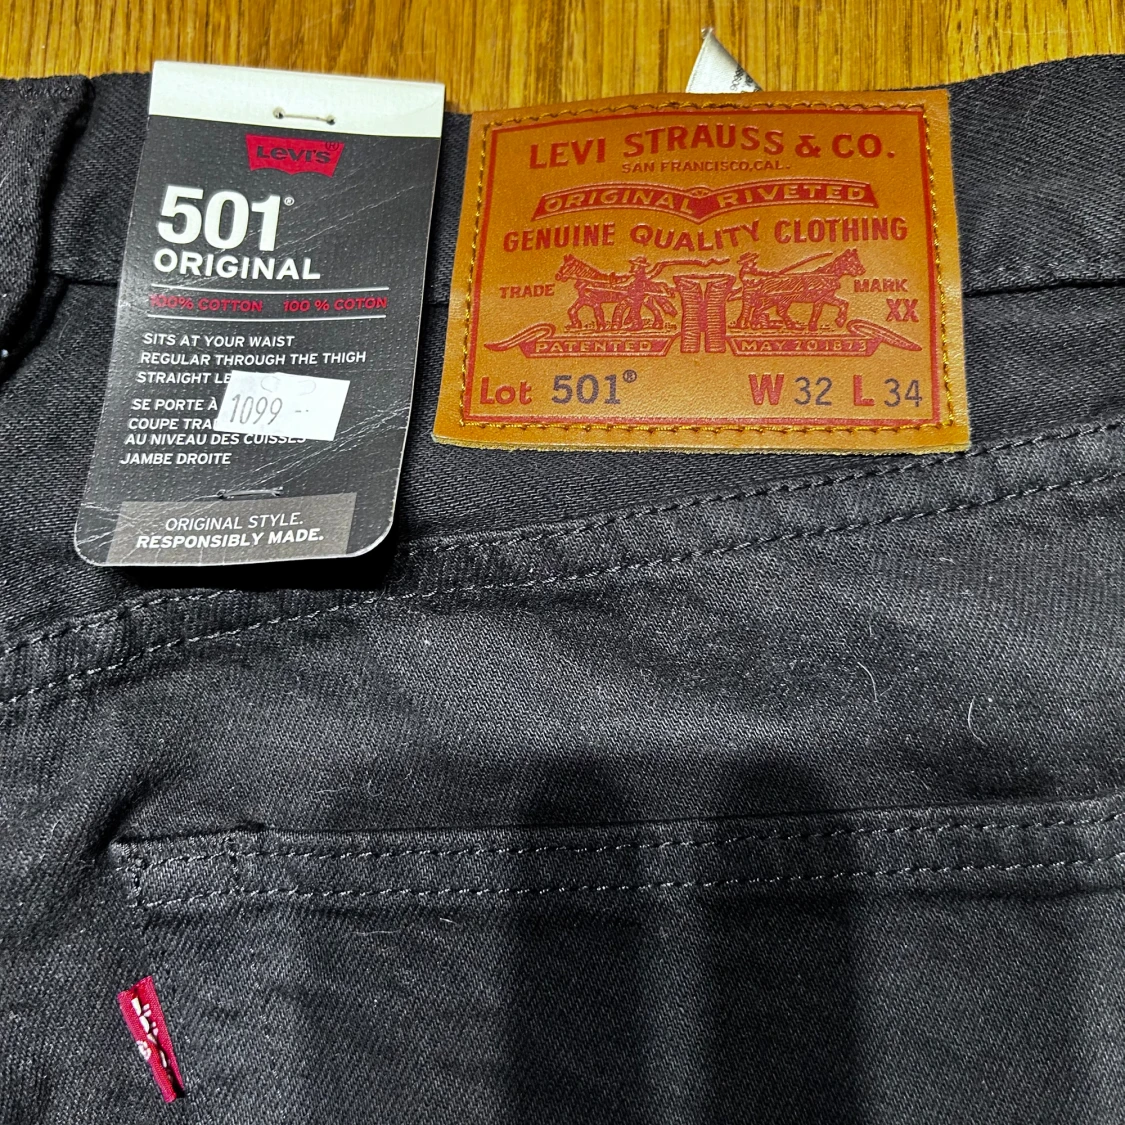 Levi's®
501®
ORIGINAL
100% COTTON 100 % COTON
SITS AT YOUR WAIST
REGULAR THROUGH THE THIGH
STRAIGHT
SE PORTE À
1099 -.
COUPE
AU NIVEAU DES CUISSES
JAMBE DROITE
ORIGINAL STYLE.
RESPONSIBLY MADE.
LEVI STRAUSS & CO.
SAN FRANCISCO, CAL.
ORIGINAL RIVETED
GENUINE QUALITY CLOTHING
TRADE MARK
XX
PATENTED MAY 20 1873
Lot 501® W 32 L 34
Levi's